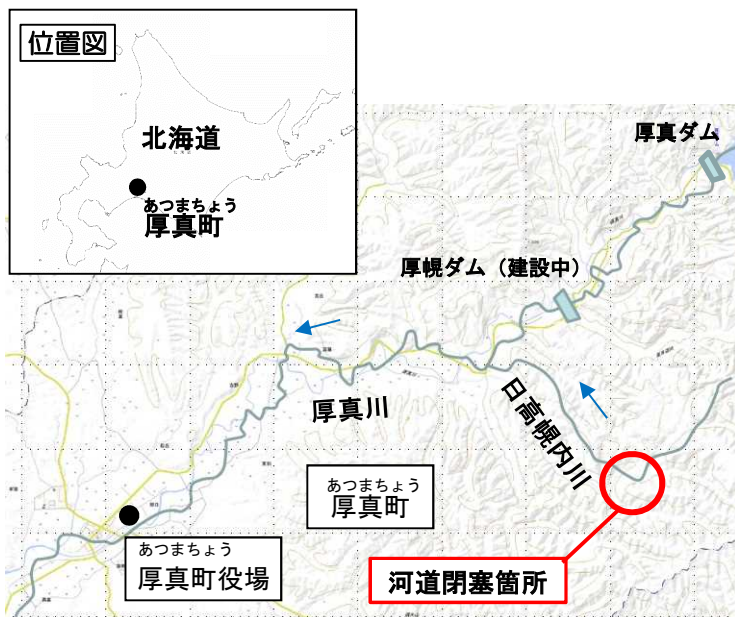 位置図
北海道
あつまちょう
厚真町
厚真ダム
厚幌ダム（建設中）
厚真川
日高幌内川
あつまちょう
厚真町
あつまちょう
厚真町役場
河道閉塞箇所